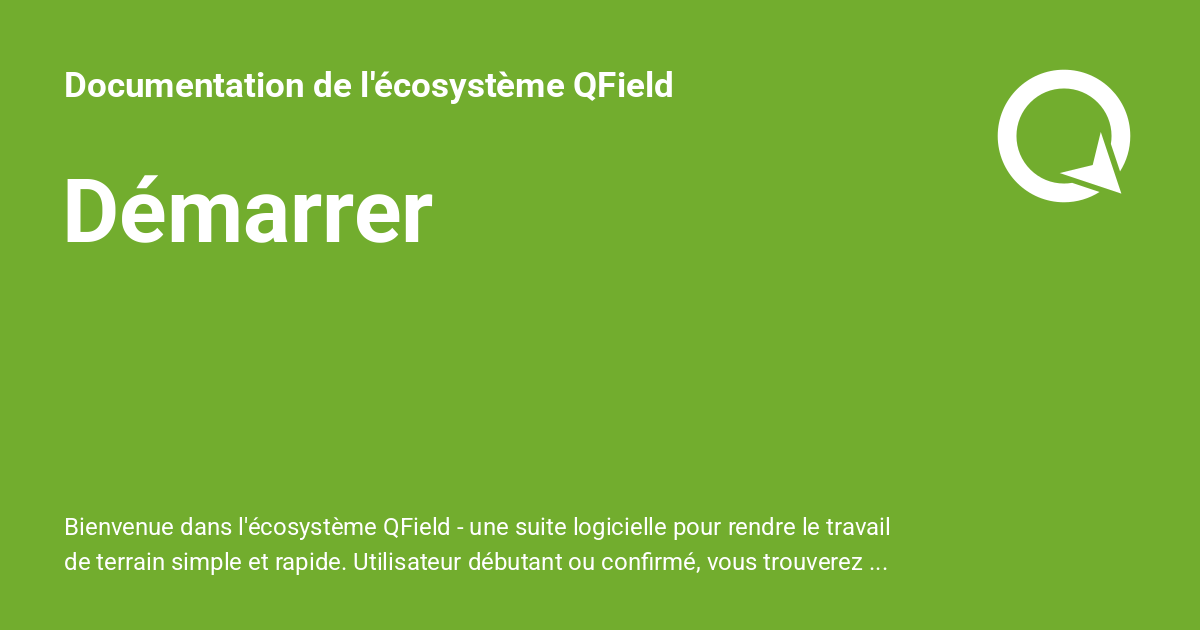 Documentation de l'écosystème QField
Démarrer
Bienvenue dans l'écosystème QField - une suite logicielle pour rendre le travail
de terrain simple et rapide. Utilisateur débutant ou confirmé, vous trouverez ...